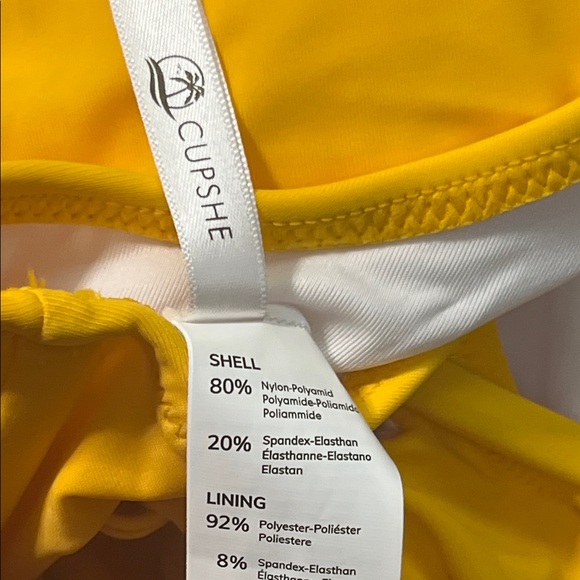 CUPSHE
SHELL
80% Nylon-Polyamid
Polyamide-Poliamida
Poliammide
20% Spandex-Elasthan
Élasthanne-Elastano
Elastan
LINING
92% Polyester-Poliéster
Poliestere
8% Spandex-Elasthan